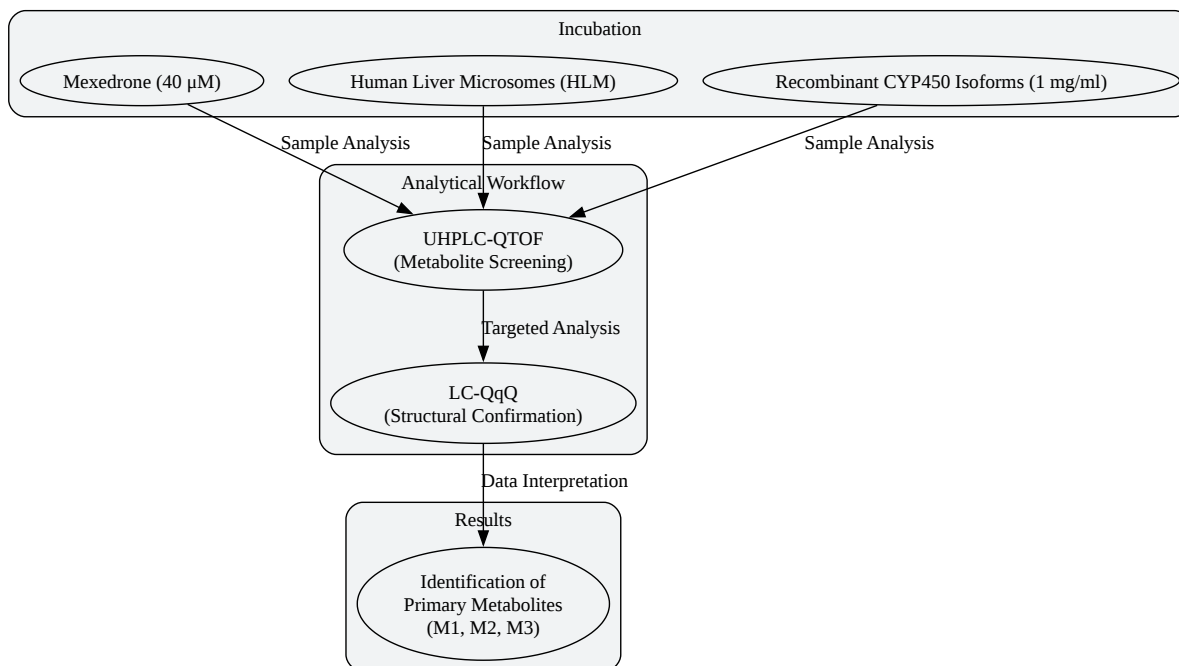 Incubation
Mexedrone (40 μM)
Human Liver Microsomes (HLM)
Recombinant CYP450 Isoforms (1 mg/ml)
Sample Analysis
Sample Analysis
Sample Analysis
Analytical Workflow
UHPLC-QTOF
(Metabolite Screening)
Targeted Analysis
LC-QqQ
(Structural Confirmation)
Data Interpretation
Results
Identification of
Primary Metabolites
(M1, M2, M3)